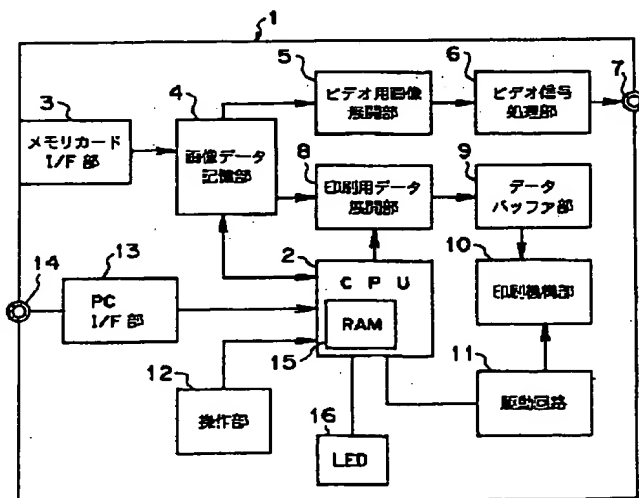 1
5
ビデオ用画像
展開部
6
ビデオ信号
処理部
7
3
メモリカード
I/F部
4
画像データ
記憶部
8
印刷用データ
展開部
9
データ
バッファ部
2
CPU
RAM
15
10
印刷機構部
14
13
PC
I/F部
12
操作部
11
駆動回路
16
LED